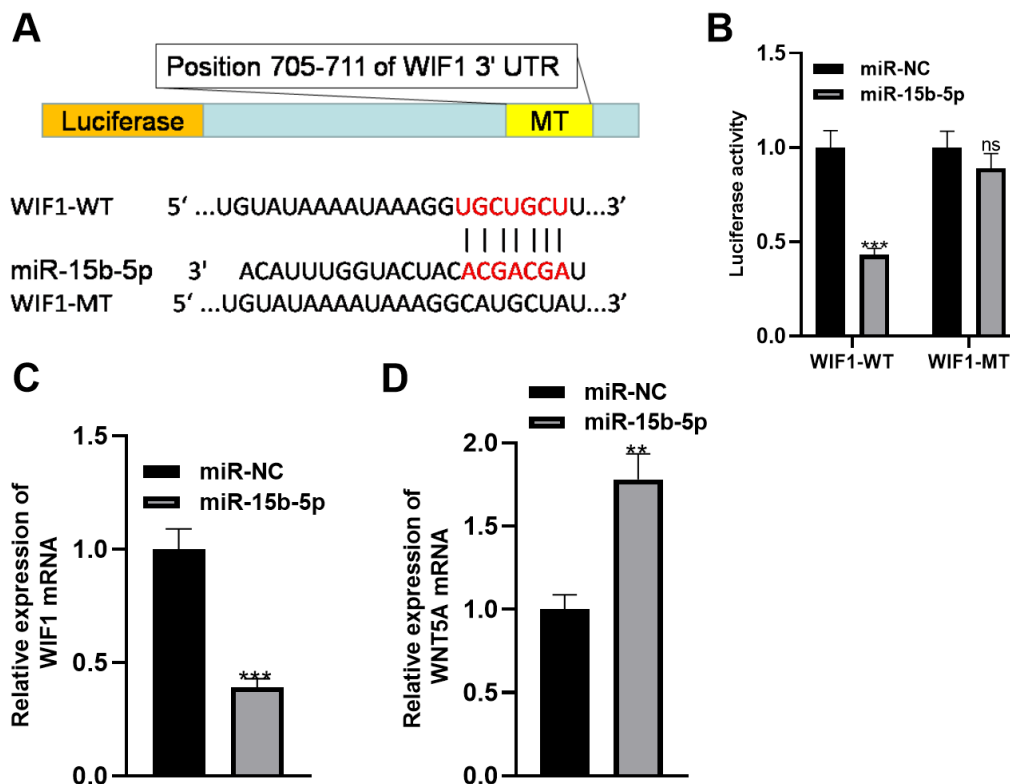 A
Position 705-711 of WIF1 3' UTR
Luciferase
MT
WIF1-WT 5' ...UGUAUAAAAUAAAGGUGCUGCUU...3'
miR-15b-5p 3' ACAUUUGGUACUACACGACGAU
WIF1-MT 5' ...UGUAUAAAAUAAAGGCAUGCUAU...3'
B
miR-NC
miR-15b-5p
Luciferase activity
1.5
1.0
0.5
0.0
***
ns
WIF1-WT
WIF1-MT
C
miR-NC
miR-15b-5p
Relative expression of
WIF1 mRNA
1.5
1.0
0.5
0.0
***
D
miR-NC
miR-15b-5p
Relative expression of
WNT5A mRNA
2.0
1.5
1.0
0.5
0.0
**